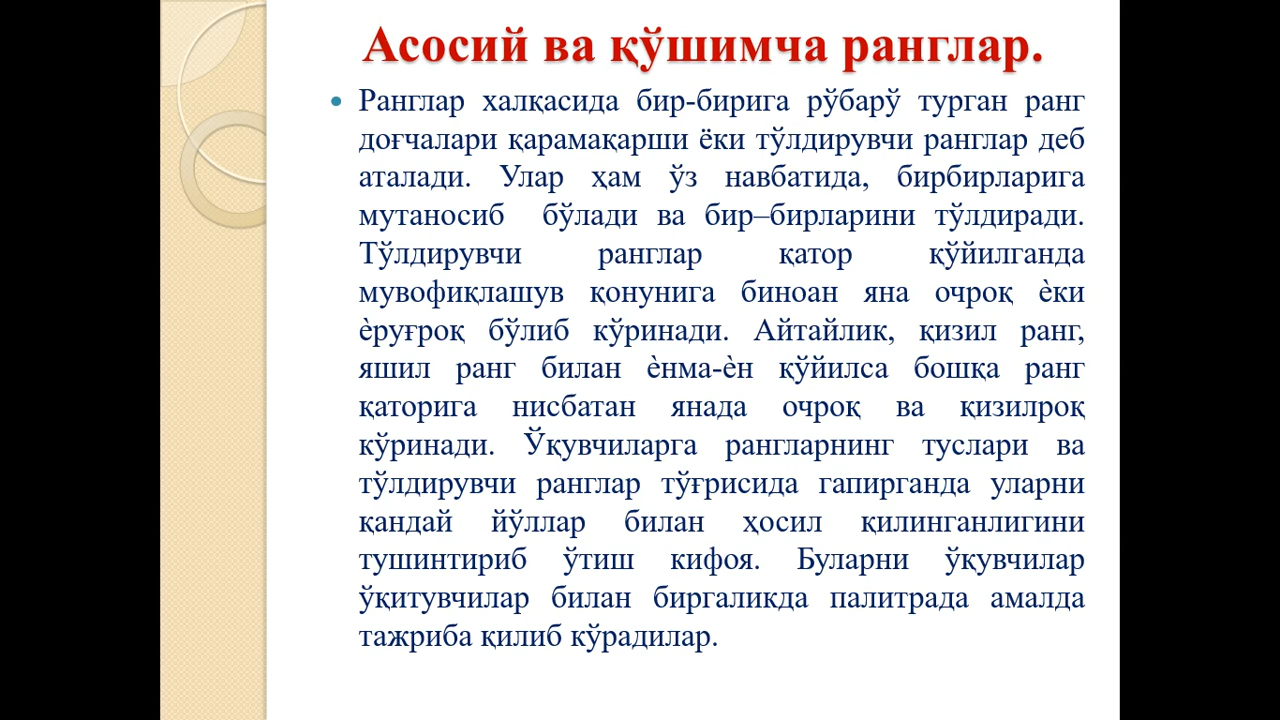 Асосий ва қўшимча ранглар.
Ранглар халқасида бир-бирига рўбарў турган ранг
доғчалари қарамақарши ёки тўлдирувчи ранглар деб
аталади. Улар ҳам ўз навбатида, бирбирларига
мутаносиб бўлади ва бир–бирларини тўлдиради.
Тўлдирувчи ранглар қатор қўйилганда
мувофиқлашув қонунига биноан яна очроқ ѐки
ѐруғроқ бўлиб кўринади. Айтайлик, қизил ранг,
яшил ранг билан ѐнма-ѐн қўйилса бошқа ранг
қаторига нисбатан янада очроқ ва қизилроқ
кўринади. Ўқувчиларга рангларнинг туслари ва
тўлдирувчи ранглар тўғрисида гапирганда уларни
қандай йўллар билан ҳосил қилинганлигини
тушинтириб ўтиш кифоя. Буларни ўқувчилар
ўқитувчилар билан биргаликда палитрада амалда
тажриба қилиб кўрадилар.